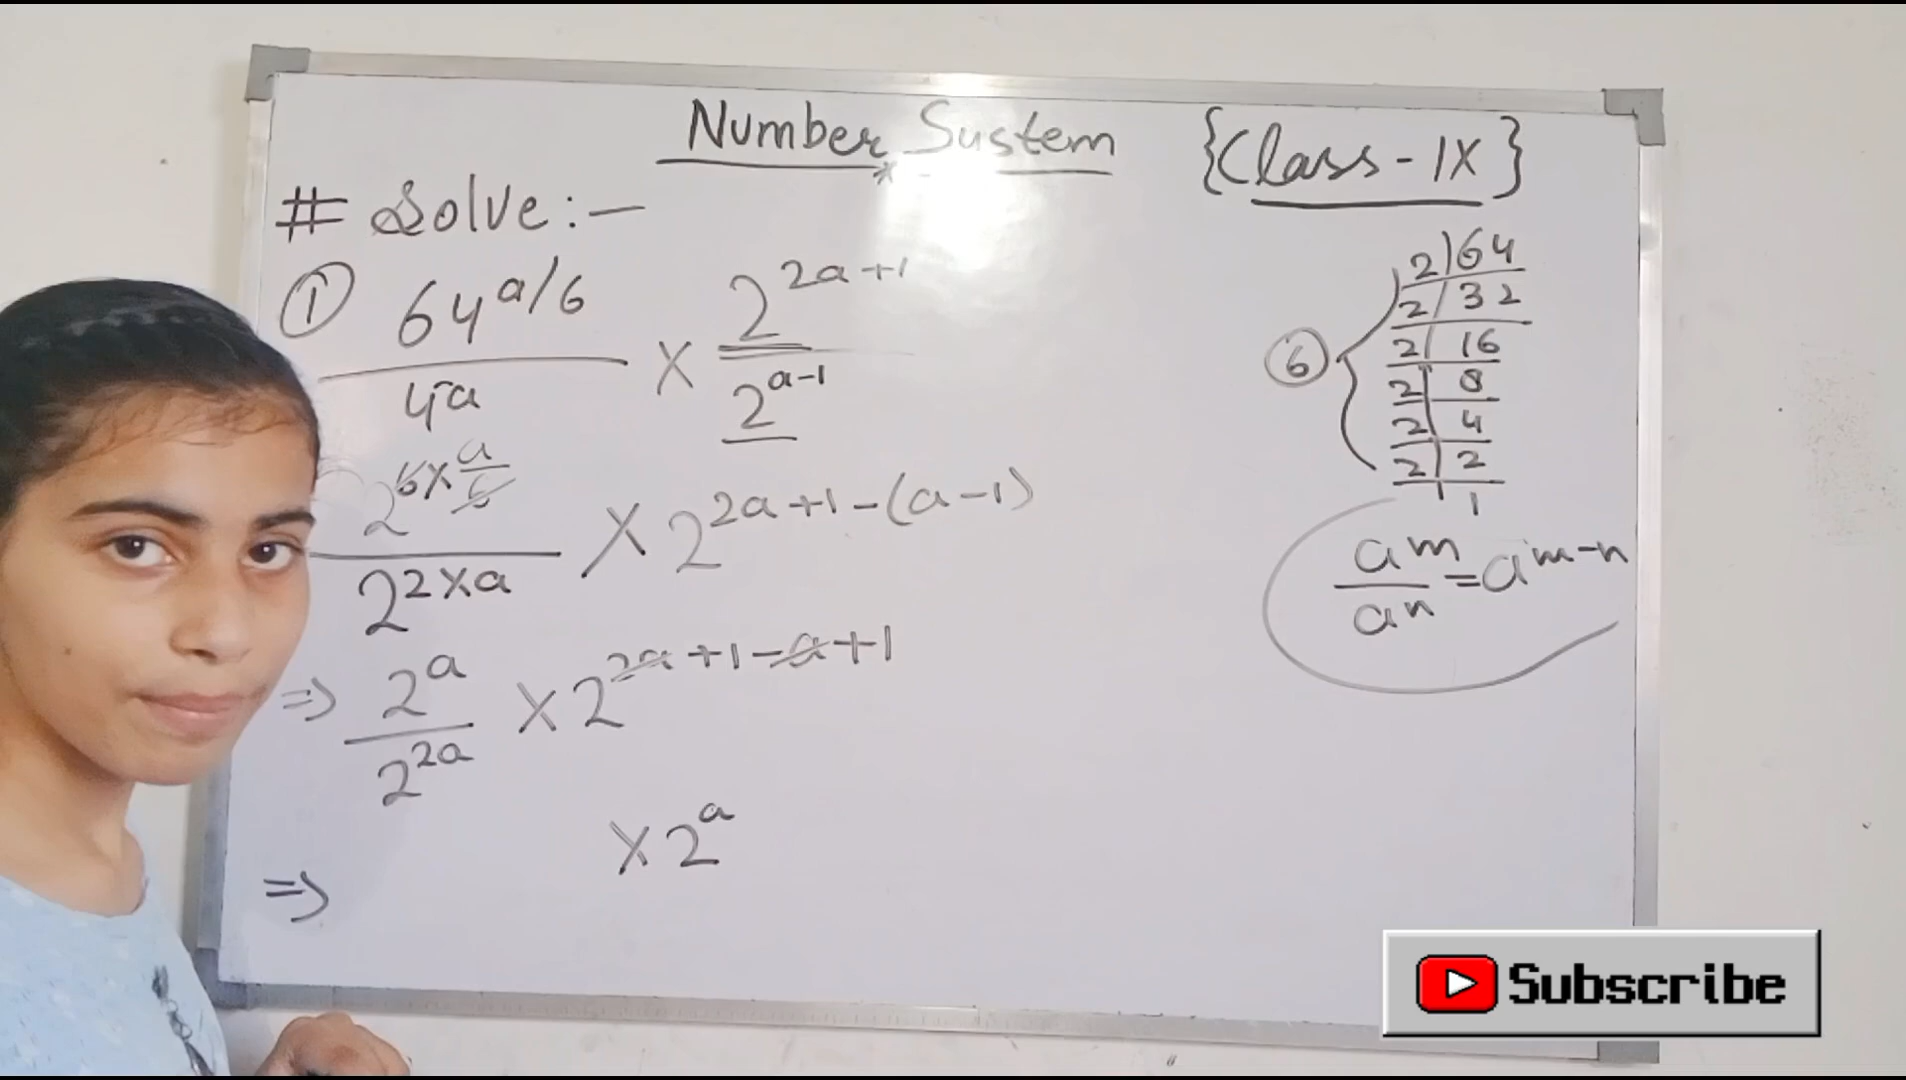 Number System {Class-IX}
# Solve:-
① 64^a/6 / 4^a × 2^2a+1 / 2^a-1
2^6×a/6 / 2^2×a × 2^2a+1-(a-1)
⇒ 2^a / 2^2a × 2^2a+1-a+1
⇒ × 2^a
2)64
2/32
2/16
2|8
2|4
2|2
1
⑥
a^m/a^n=a^m-n
Subscribe